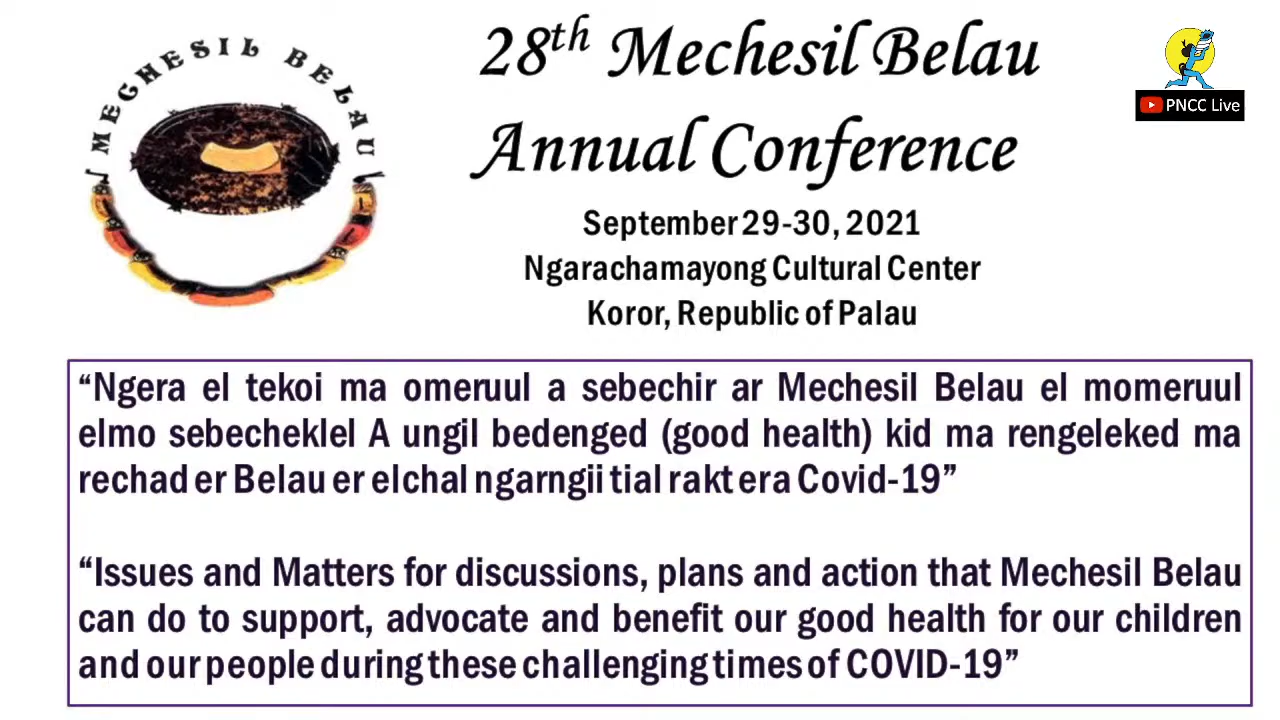 MECHESIL BELAU
28th Mechesil Belau
Annual Conference
PNCC Live
September 29-30, 2021
Ngarachamayong Cultural Center
Koror, Republic of Palau
“Ngera el tekoi ma omeruul a sebechir ar Mechesil Belau el momeruul
elmo sebecheklel A ungil bedenged (good health) kid ma rengeleked ma
rechad er Belau er elchal ngarngii tial rakt era Covid-19”
“Issues and Matters for discussions, plans and action that Mechesil Belau
can do to support, advocate and benefit our good health for our children
and our people during these challenging times of COVID-19”